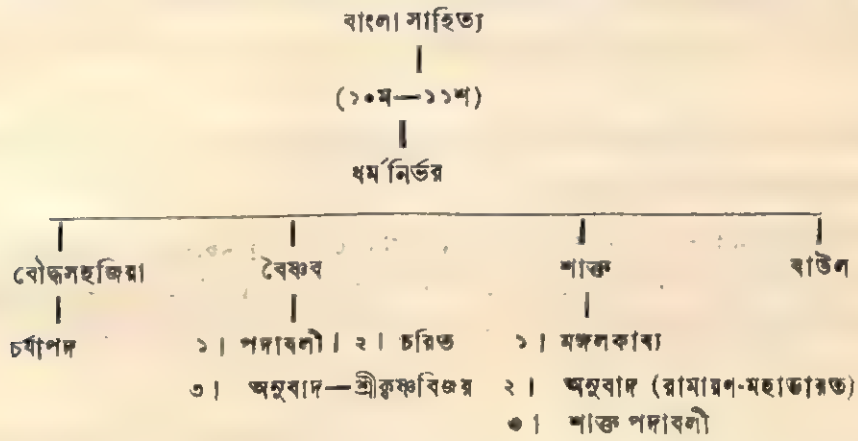 বাংলা সাহিত্য
(১০ম—১১শ)
ধর্মনির্ভর
বৌদ্ধসহজিয়া বৈষ্ণব শাক্ত বাউল
চর্যাপদ ১। পদাবলী। ২। চরিত ১। মঙ্গলকাব্য
৩। অনুবাদ—শ্রীকৃষ্ণবিজয় ২। অনুবাদ (রামায়ণ-মহাভারত)
৩। শাক্ত পদাবলী